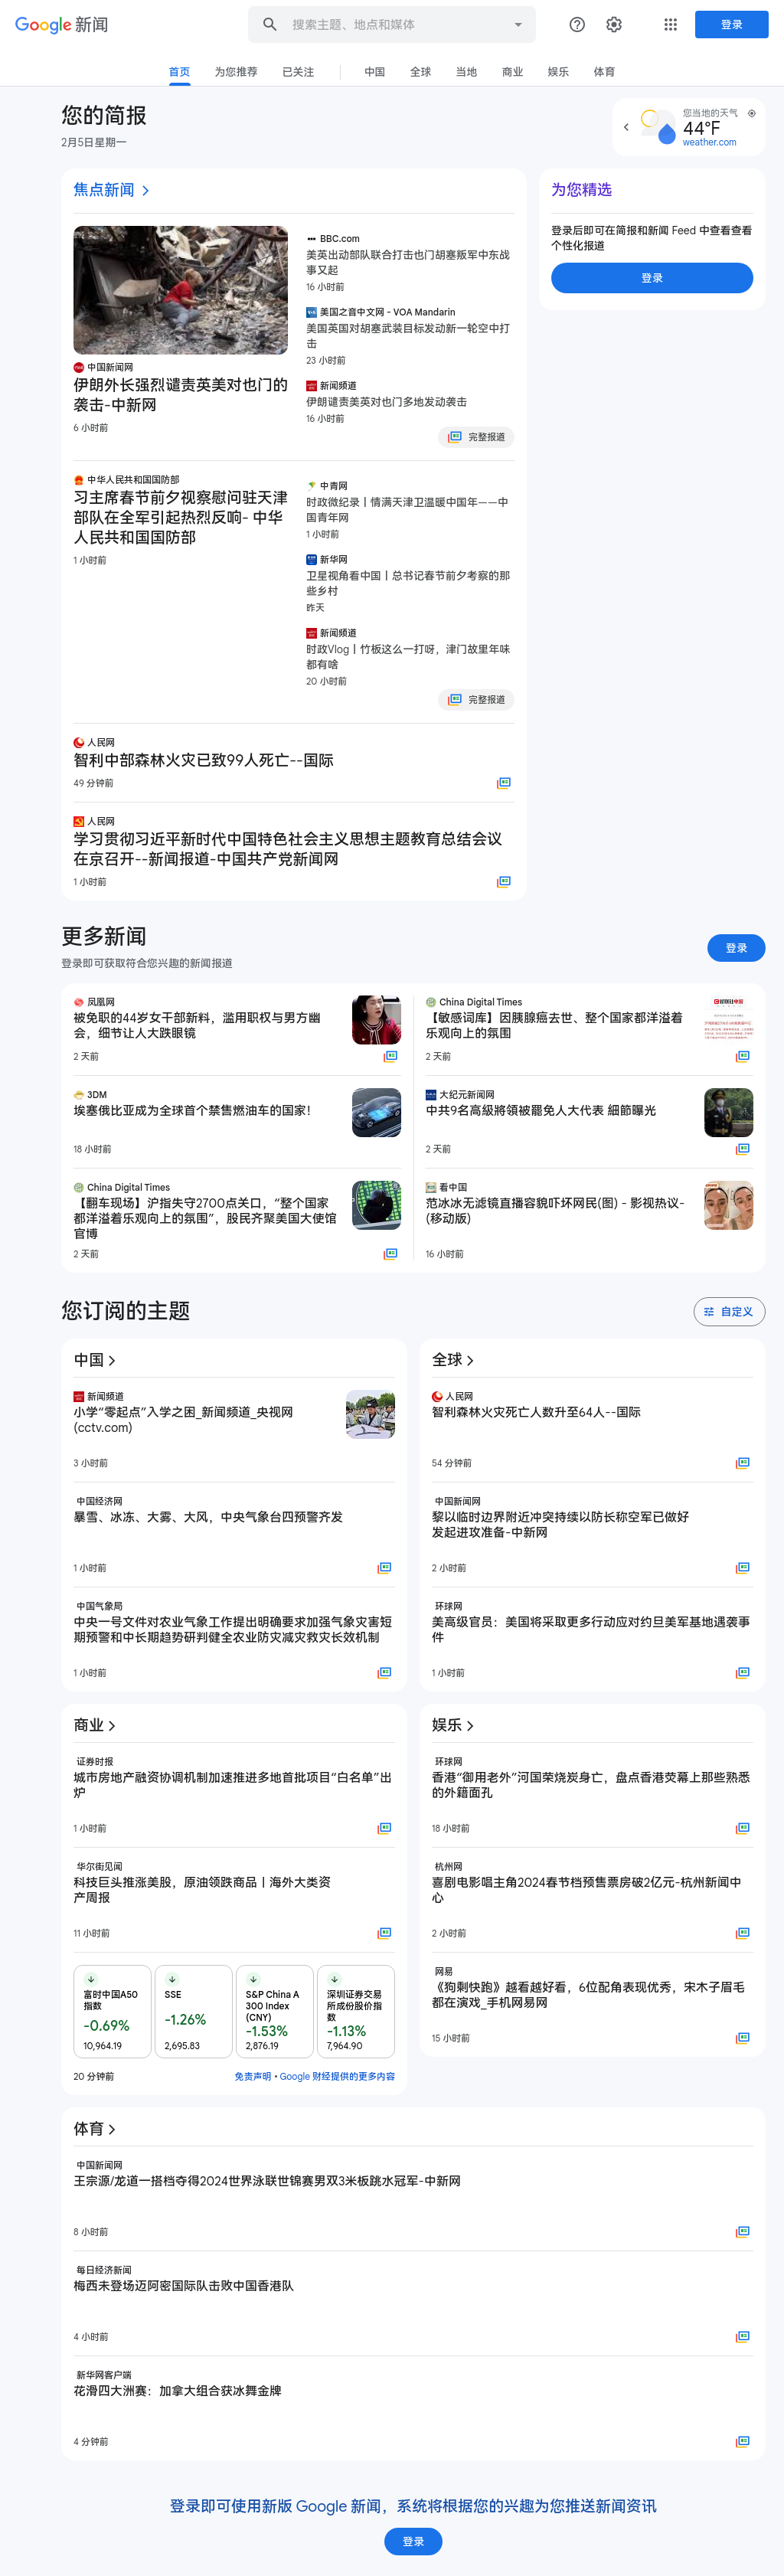 Google 新闻
搜索主题、地点和媒体
登录
首页
为您推荐
已关注
中国
全球
当地
商业
娱乐
体育
您的简报
2月5日星期一
您当地的天气
44°F
weather.com
焦点新闻
中国新闻网
伊朗外长强烈谴责英美对也门的
袭击-中新网
6 小时前
BBC.com
美英出动部队联合打击也门胡塞叛军中东战
事又起
16 小时前
美国之音中文网 - VOA Mandarin
美国英国对胡塞武装目标发动新一轮空中打
击
23 小时前
新闻频道
伊朗谴责美英对也门多地发动袭击
16 小时前
完整报道
中华人民共和国国防部
习主席春节前夕视察慰问驻天津
部队在全军引起热烈反响- 中华
人民共和国国防部
1 小时前
中青网
时政微纪录丨情满天津卫温暖中国年——中
国青年网
1 小时前
新华网
卫星视角看中国丨总书记春节前夕考察的那
些乡村
昨天
新闻频道
时政Vlog丨竹板这么一打呀，津门故里年味
都有啥
20 小时前
完整报道
人民网
智利中部森林火灾已致99人死亡--国际
49 分钟前
人民网
学习贯彻习近平新时代中国特色社会主义思想主题教育总结会议
在京召开--新闻报道-中国共产党新闻网
1 小时前
为您精选
登录后即可在简报和新闻 Feed 中查看查看
个性化报道
登录
更多新闻
登录即可获取符合您兴趣的新闻报道
登录
凤凰网
被免职的44岁女干部新料，滥用职权与男方幽
会，细节让人大跌眼镜
2 天前
China Digital Times
【敏感词库】因胰腺癌去世、整个国家都洋溢着
乐观向上的氛围
2 天前
3DM
埃塞俄比亚成为全球首个禁售燃油车的国家！
18 小时前
大纪元新闻网
中共9名高級將領被罷免人大代表 細節曝光
2 天前
China Digital Times
【翻车现场】沪指失守2700点关口，“整个国家
都洋溢着乐观向上的氛围”，股民齐聚美国大使馆
官博
2 天前
看中国
范冰冰无滤镜直播容貌吓坏网民(图) - 影视热议-
(移动版)
16 小时前
您订阅的主题
自定义
中国
新闻频道
小学“零起点”入学之困_新闻频道_央视网
(cctv.com)
3 小时前
中国经济网
暴雪、冰冻、大雾、大风，中央气象台四预警齐发
1 小时前
中国气象局
中央一号文件对农业气象工作提出明确要求加强气象灾害短
期预警和中长期趋势研判健全农业防灾减灾救灾长效机制
1 小时前
全球
人民网
智利森林火灾死亡人数升至64人--国际
54 分钟前
中国新闻网
黎以临时边界附近冲突持续以防长称空军已做好
发起进攻准备-中新网
2 小时前
环球网
美高级官员：美国将采取更多行动应对约旦美军基地遇袭事
件
1 小时前
商业
证券时报
城市房地产融资协调机制加速推进多地首批项目“白名单”出
炉
1 小时前
华尔街见闻
科技巨头推涨美股，原油领跌商品丨海外大类资
产周报
11 小时前
富时中国A50
指数
-0.69%
10,964.19
SSE
-1.26%
2,695.83
S&P China A
300 Index
(CNY)
-1.53%
2,876.19
深圳证券交易
所成份股价指
数
-1.13%
7,964.90
20 分钟前
免责声明 • Google 财经提供的更多内容
娱乐
环球网
香港“御用老外”河国荣烧炭身亡，盘点香港荧幕上那些熟悉
的外籍面孔
18 小时前
杭州网
喜剧电影唱主角2024春节档预售票房破2亿元-杭州新闻中
心
2 小时前
网易
《狗剩快跑》越看越好看，6位配角表现优秀，宋木子眉毛
都在演戏_手机网易网
15 小时前
体育
中国新闻网
王宗源/龙道一搭档夺得2024世界泳联世锦赛男双3米板跳水冠军-中新网
8 小时前
每日经济新闻
梅西未登场迈阿密国际队击败中国香港队
4 小时前
新华网客户端
花滑四大洲赛：加拿大组合获冰舞金牌
4 分钟前
登录即可使用新版 Google 新闻，系统将根据您的兴趣为您推送新闻资讯
登录